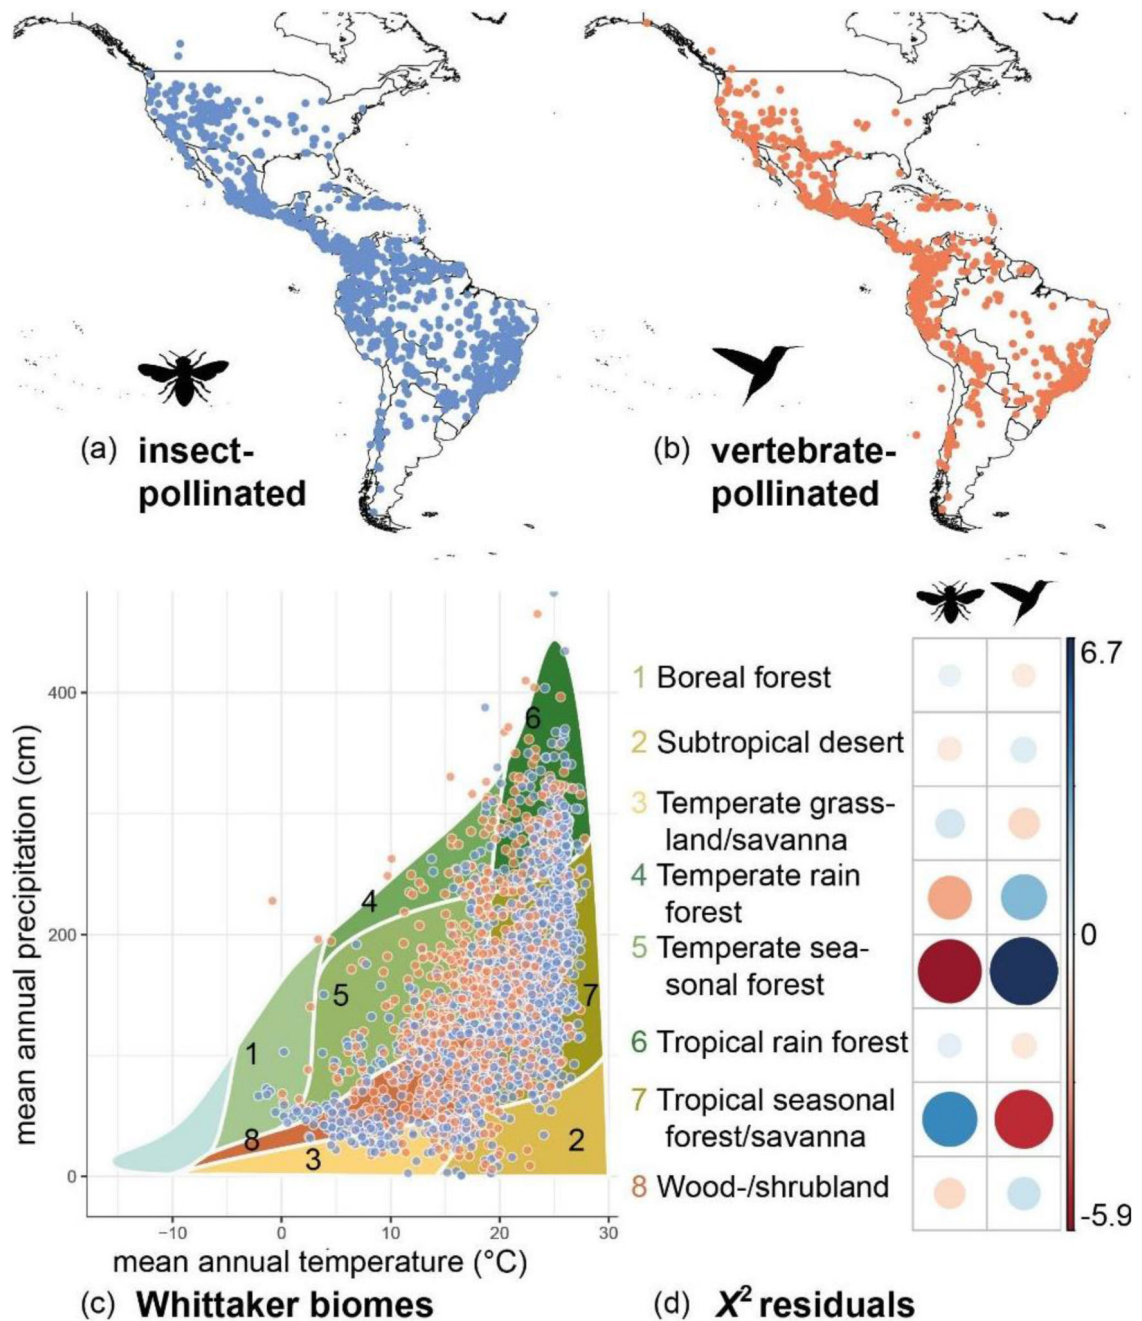 (a) insect-
pollinated
(b) vertebrate-
pollinated
mean annual precipitation (cm)
400
200
0
6
4
5
7
1
8
3
2
−10
0
10
20
30
mean annual temperature (°C)
(c) Whittaker biomes
1 Boreal forest
2 Subtropical desert
3 Temperate grass-
land/savanna
4 Temperate rain
forest
5 Temperate sea-
sonal forest
6 Tropical rain forest
7 Tropical seasonal
forest/savanna
8 Wood-/shrubland
6.7
0
-5.9
(d) X² residuals